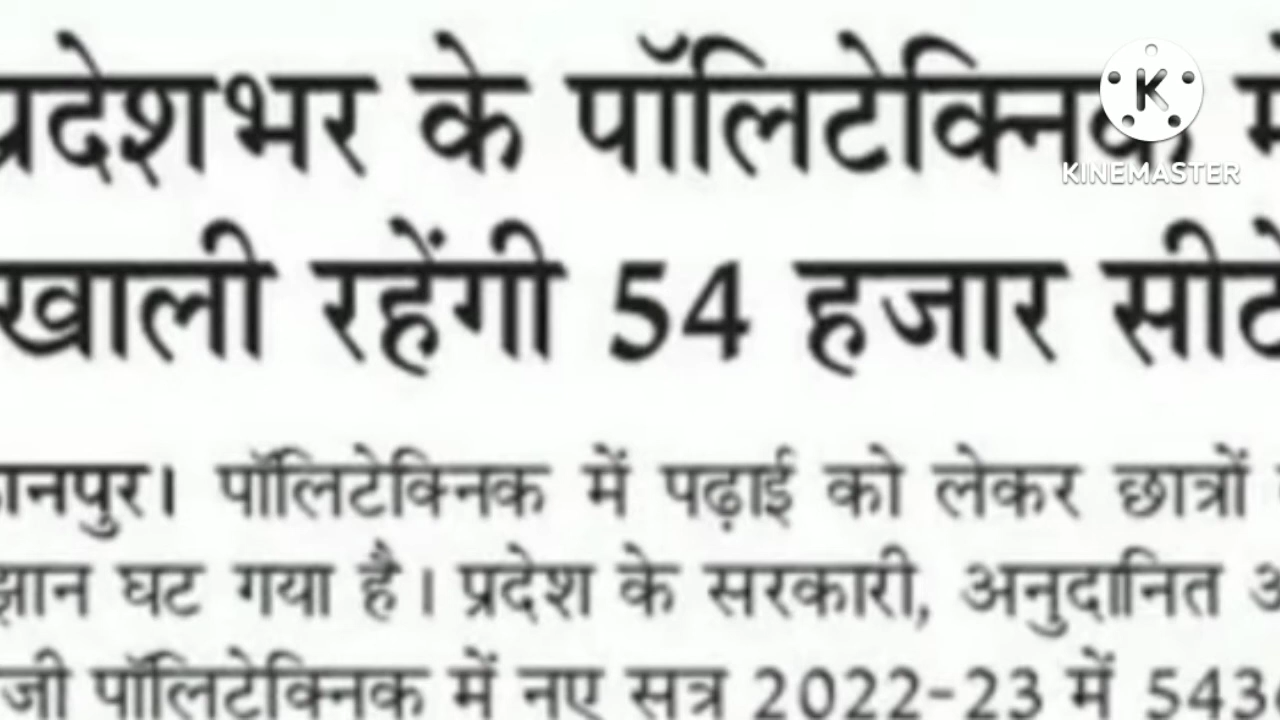 प्रदेशभर के पॉलिटेक्निक में
खाली रहेंगी 54 हजार सीटें
कानपुर। पॉलिटेक्निक में पढ़ाई को लेकर छात्रों
घट गया है। प्रदेश के सरकारी, अनुदानित
पॉलिटेक्निक में नए सत्र 2022-23 में
KINEMASTER